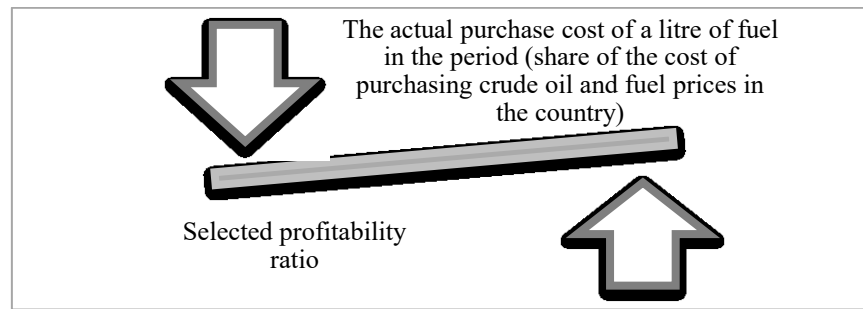 The actual purchase cost of a litre of fuel
in the period (share of the cost of
purchasing crude oil and fuel prices in
the country)
Selected profitability
ratio